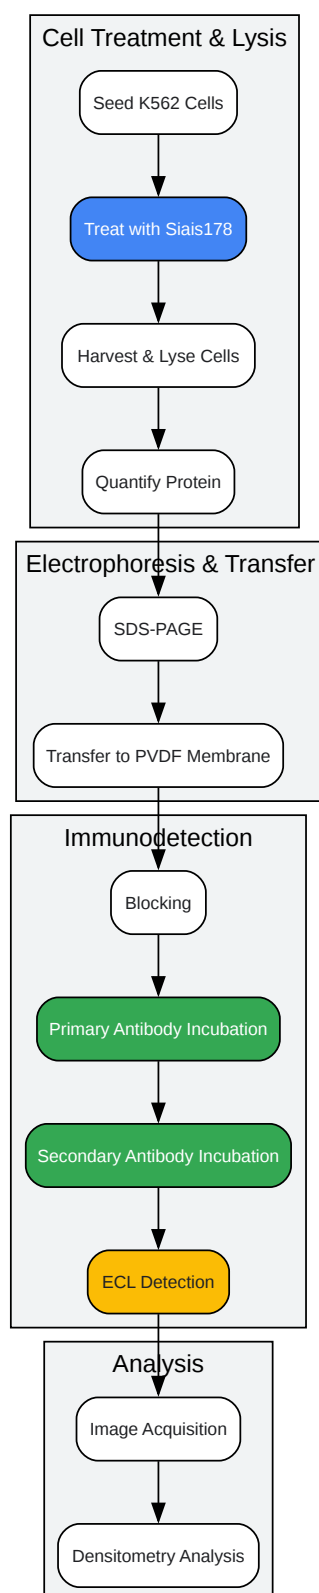 Cell Treatment & Lysis
Seed K562 Cells
Treat with Siais178
Harvest & Lyse Cells
Quantify Protein
Electrophoresis & Transfer
SDS-PAGE
Transfer to PVDF Membrane
Immunodetection
Blocking
Primary Antibody Incubation
Secondary Antibody Incubation
ECL Detection
Analysis
Image Acquisition
Densitometry Analysis